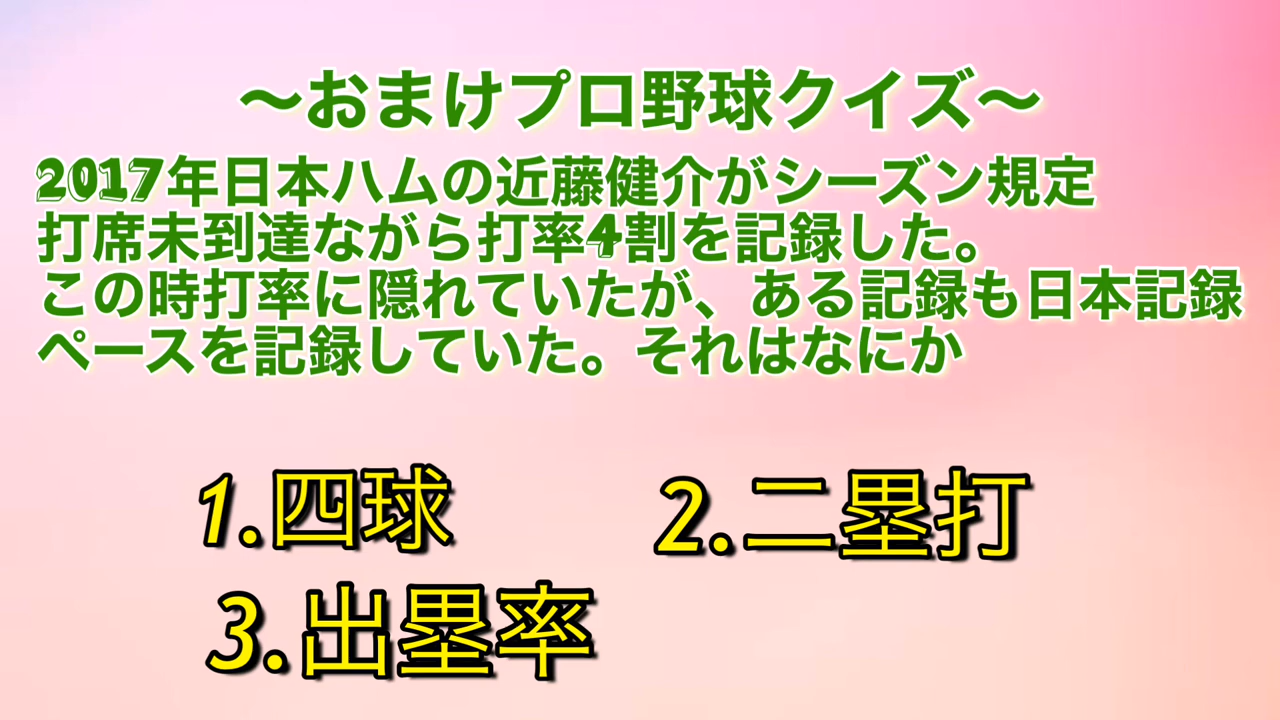 ～おまけプロ野球クイズ～
2017年日本ハムの近藤健介がシーズン規定
打席未到達ながら打率4割を記録した。
この時打率に隠れていたが、ある記録も日本記録
ペースを記録していた。それはなにか
1.四球 2.二塁打
3.出塁率